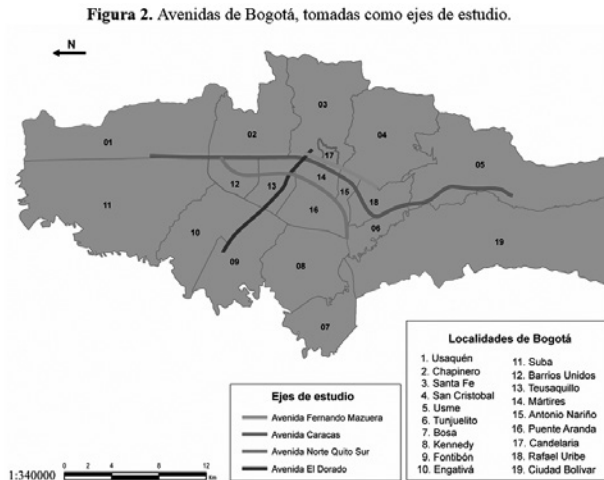 Figura 2. Avenidas de Bogotá, tomadas como ejes de estudio.
N
03
01
02
04
17
05
14
12
13
15
18
11
16
06
10
19
09
08
07
Localidades de Bogotá
1. Usaquén
2. Chapinero
3. Santa Fe
4. San Cristobal
5. Usme
6. Tunjuelito
7. Bosa
8. Kennedy
9. Fontibón
10. Engativá
11. Suba
12. Barrios Unidos
13. Teusaquillo
14. Mártires
15. Antonio Nariño
16. Puente Aranda
17. Candelaria
18. Rafael Uribe
19. Ciudad Bolívar
Ejes de estudio
Avenida Fernando Mazuera
Avenida Caracas
Avenida Norte Quito Sur
Avenida El Dorado
1:340000
0 2 4 8 12
Km